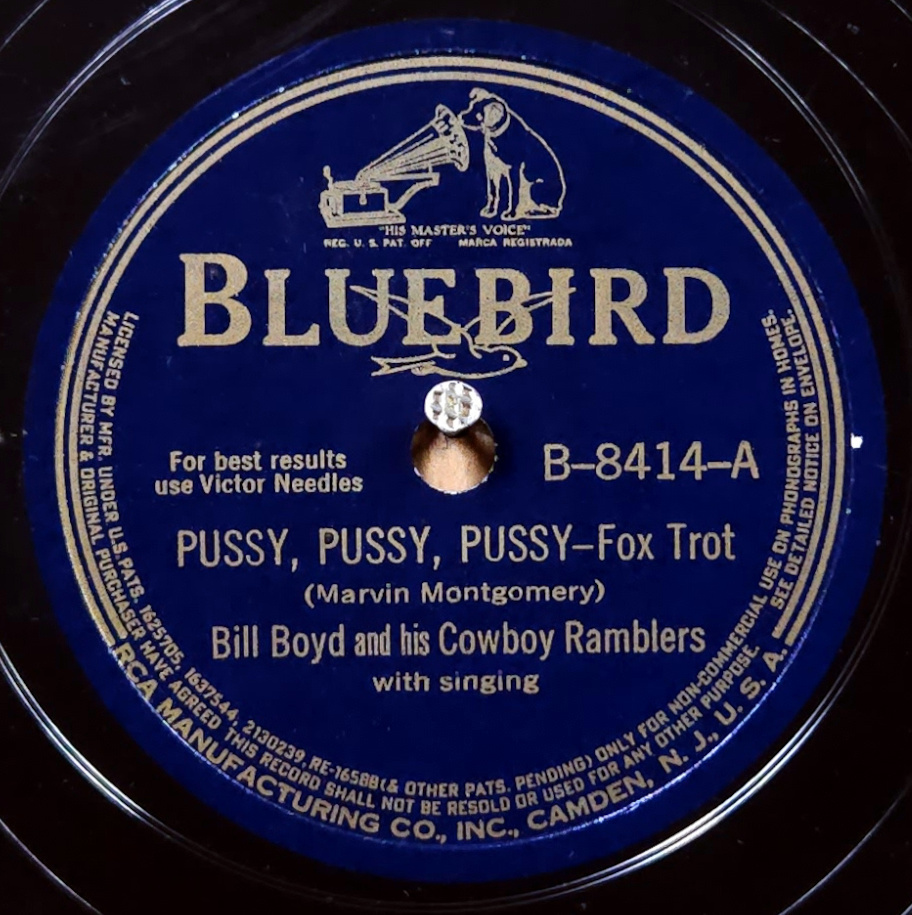 "HIS MASTER'S VOICE"
REG. U. S. PAT. OFF MARCA REGISTRADA
BLUEBIRD
For best results
use Victor Needles
B-8414-A
PUSSY, PUSSY, PUSSY-Fox Trot
(Marvin Montgomery)
Bill Boyd and his Cowboy Ramblers
with singing
LICENSED BY MFR. UNDER U.S. PATS. 1625705, 1637544, 2130239, RE-16588 (& OTHER PATS. PENDING) ONLY FOR NON-COMMERCIAL USE ON PHONOGRAPHS IN HOMES.
MANUFACTURER & ORIGINAL PURCHASER HAVE AGREED THIS RECORD SHALL NOT BE RESOLD OR USED FOR ANY OTHER PURPOSE. SEE DETAILED NOTICE ON ENVELOPE.
RCA MANUFACTURING CO., INC., CAMDEN, N. J., U. S. A.